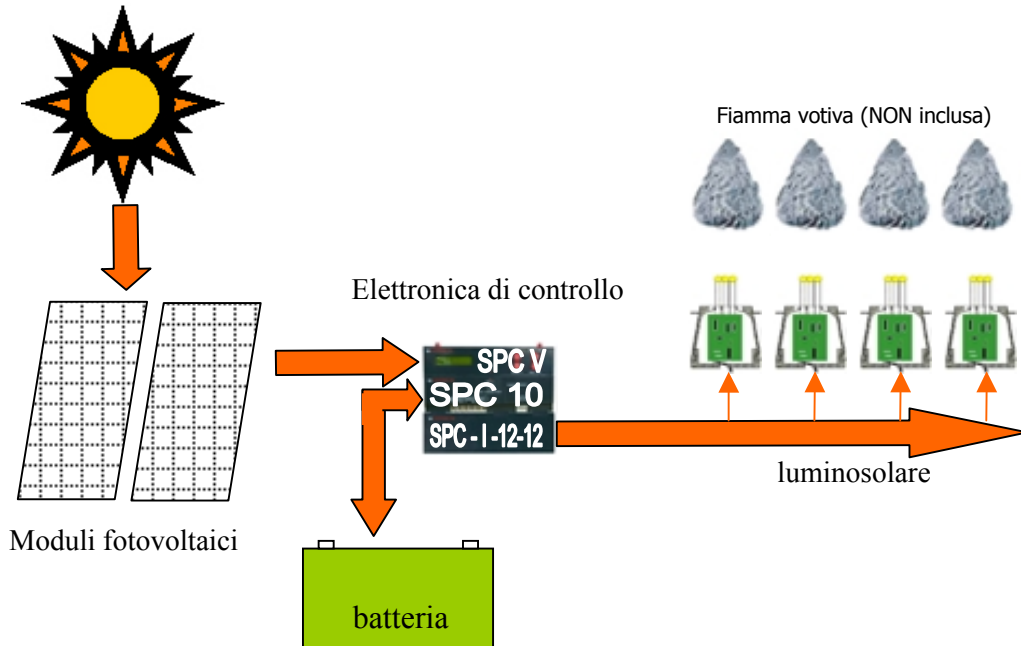 Fiamma votiva (NON inclusa)
Elettronica di controllo
SPC V
SPC 10
SPC - I -12-12
luminosolare
Moduli fotovoltaici
batteria